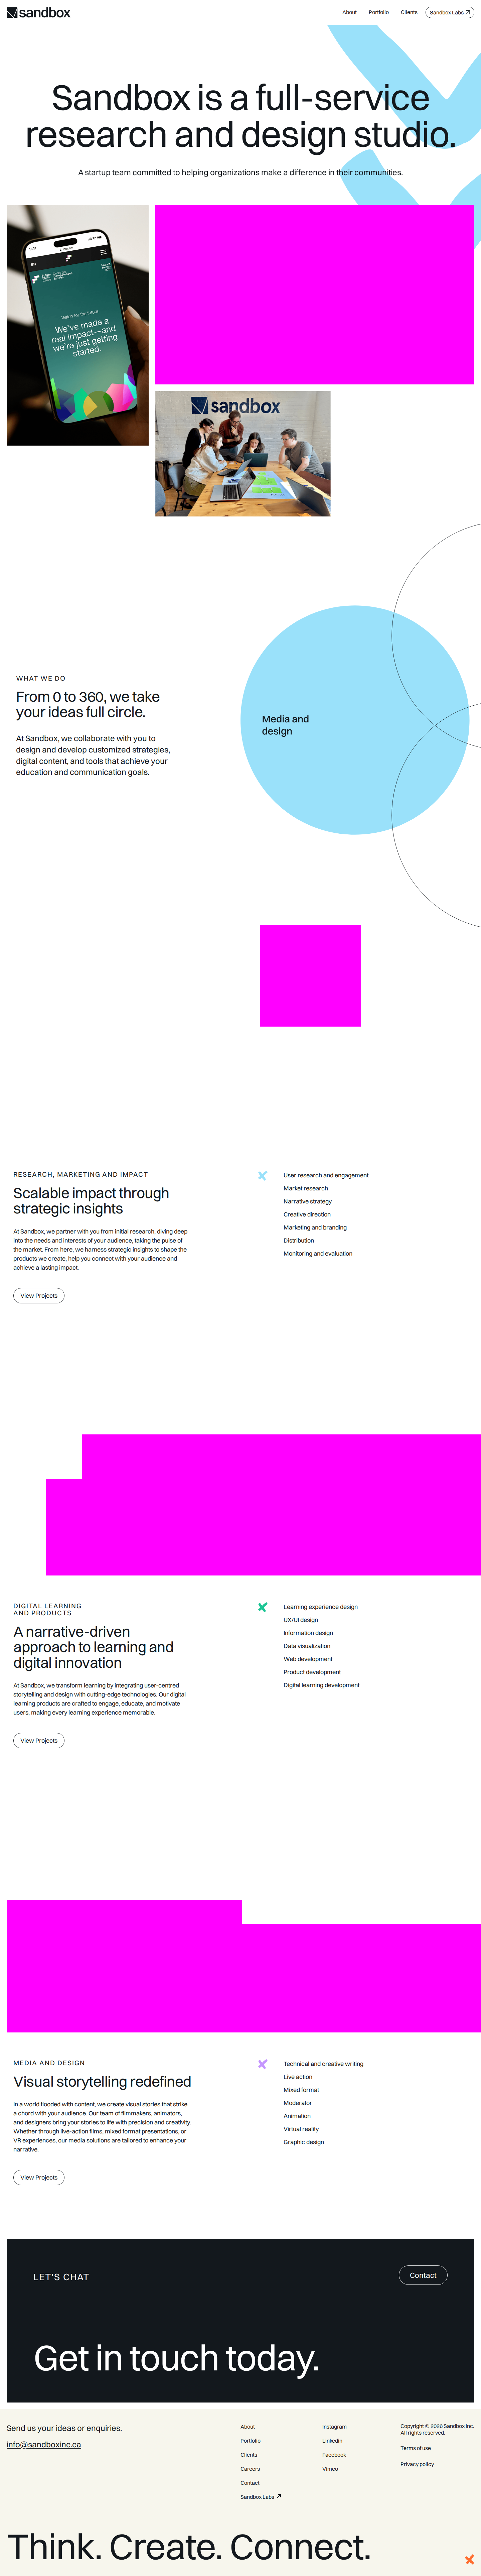 sandbox
About
Portfolio
Clients
Sandbox Labs
Sandbox is a full-service
research and design studio.
A startup team committed to helping organizations make a difference in their communities.
9:41
EN
Vision for the future
We've made a
real impact—and
we're just getting
started.
sandbox
WHAT WE DO
From 0 to 360, we take
your ideas full circle.
At Sandbox, we collaborate with you to
design and develop customized strategies,
digital content, and tools that achieve your
education and communication goals.
Media and
design
RESEARCH, MARKETING AND IMPACT
Scalable impact through
strategic insights
At Sandbox, we partner with you from initial research, diving deep
into the needs and interests of your audience, taking the pulse of
the market. From here, we harness strategic insights to shape the
products we create, help you connect with your audience and
achieve a lasting impact.
View Projects
User research and engagement
Market research
Narrative strategy
Creative direction
Marketing and branding
Distribution
Monitoring and evaluation
DIGITAL LEARNING
AND PRODUCTS
A narrative-driven
approach to learning and
digital innovation
At Sandbox, we transform learning by integrating user-centred
storytelling and design with cutting-edge technologies. Our digital
learning products are crafted to engage, educate, and motivate
users, making every learning experience memorable.
View Projects
Learning experience design
UX/UI design
Information design
Data visualization
Web development
Product development
Digital learning development
MEDIA AND DESIGN
Visual storytelling redefined
In a world flooded with content, we create visual stories that strike
a chord with your audience. Our team of filmmakers, animators,
and designers bring your stories to life with precision and creativity.
Whether through live-action films, mixed format presentations, or
VR experiences, our media solutions are tailored to enhance your
narrative.
View Projects
Technical and creative writing
Live action
Mixed format
Moderator
Animation
Virtual reality
Graphic design
LET'S CHAT
Contact
Get in touch today.
Send us your ideas or enquiries.
info@sandboxinc.ca
About
Portfolio
Clients
Careers
Contact
Sandbox Labs
Instagram
Linkedin
Facebook
Vimeo
Copyright © 2026 Sandbox Inc.
All rights reserved.
Terms of use
Privacy policy
Think. Create. Connect.